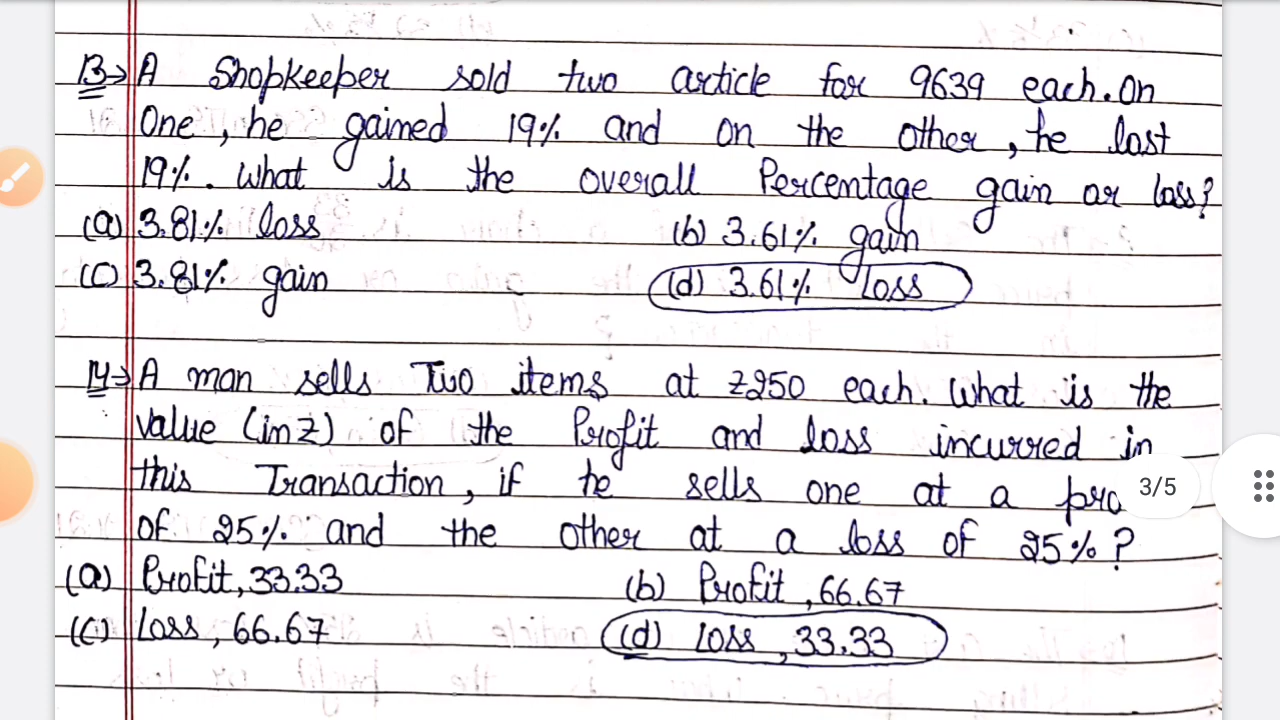 13→ A Shopkeeper sold two article for 9639 each. On
One, he gained 19% and on the other, he lost
19%. What is the overall Percentage gain or loss?
(a) 3.81% loss (b) 3.61% gain
(c) 3.81% gain (d) 3.61% Loss
14→ A man sells Two items at ₹250 each. What is the
value (in ₹) of the Profit and loss incurred in
this Transaction, if he sells one at a pro
3/5
of 25% and the other at a loss of 25%?
(a) Profit, 33.33 (b) Profit, 66.67
(c) Loss, 66.67 (d) Loss, 33.33